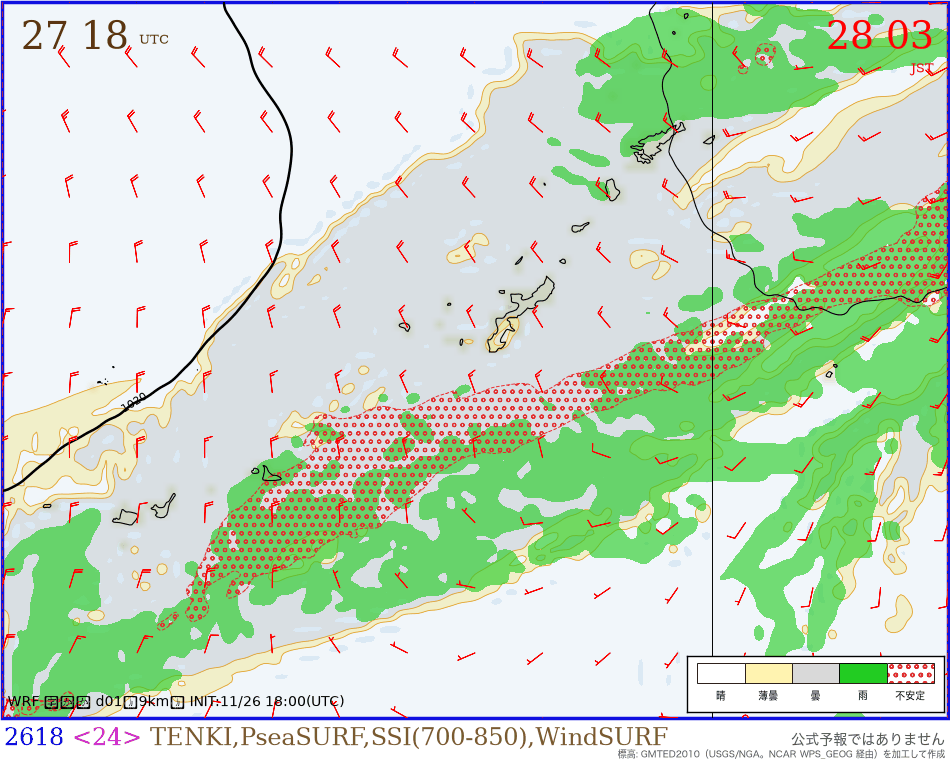 27 18 UTC
28 03
JST
1020
WRF d01 9km INIT:11/26 18:00(UTC)
晴 薄曇 曇 雨 不安定
2618 <24> TENKI,PseaSURF,SSI(700-850),WindSURF
公式予報ではありません
標高: GMTED2010（USGS/NGA。NCAR WPS_GEOG 経由）を加工して作成